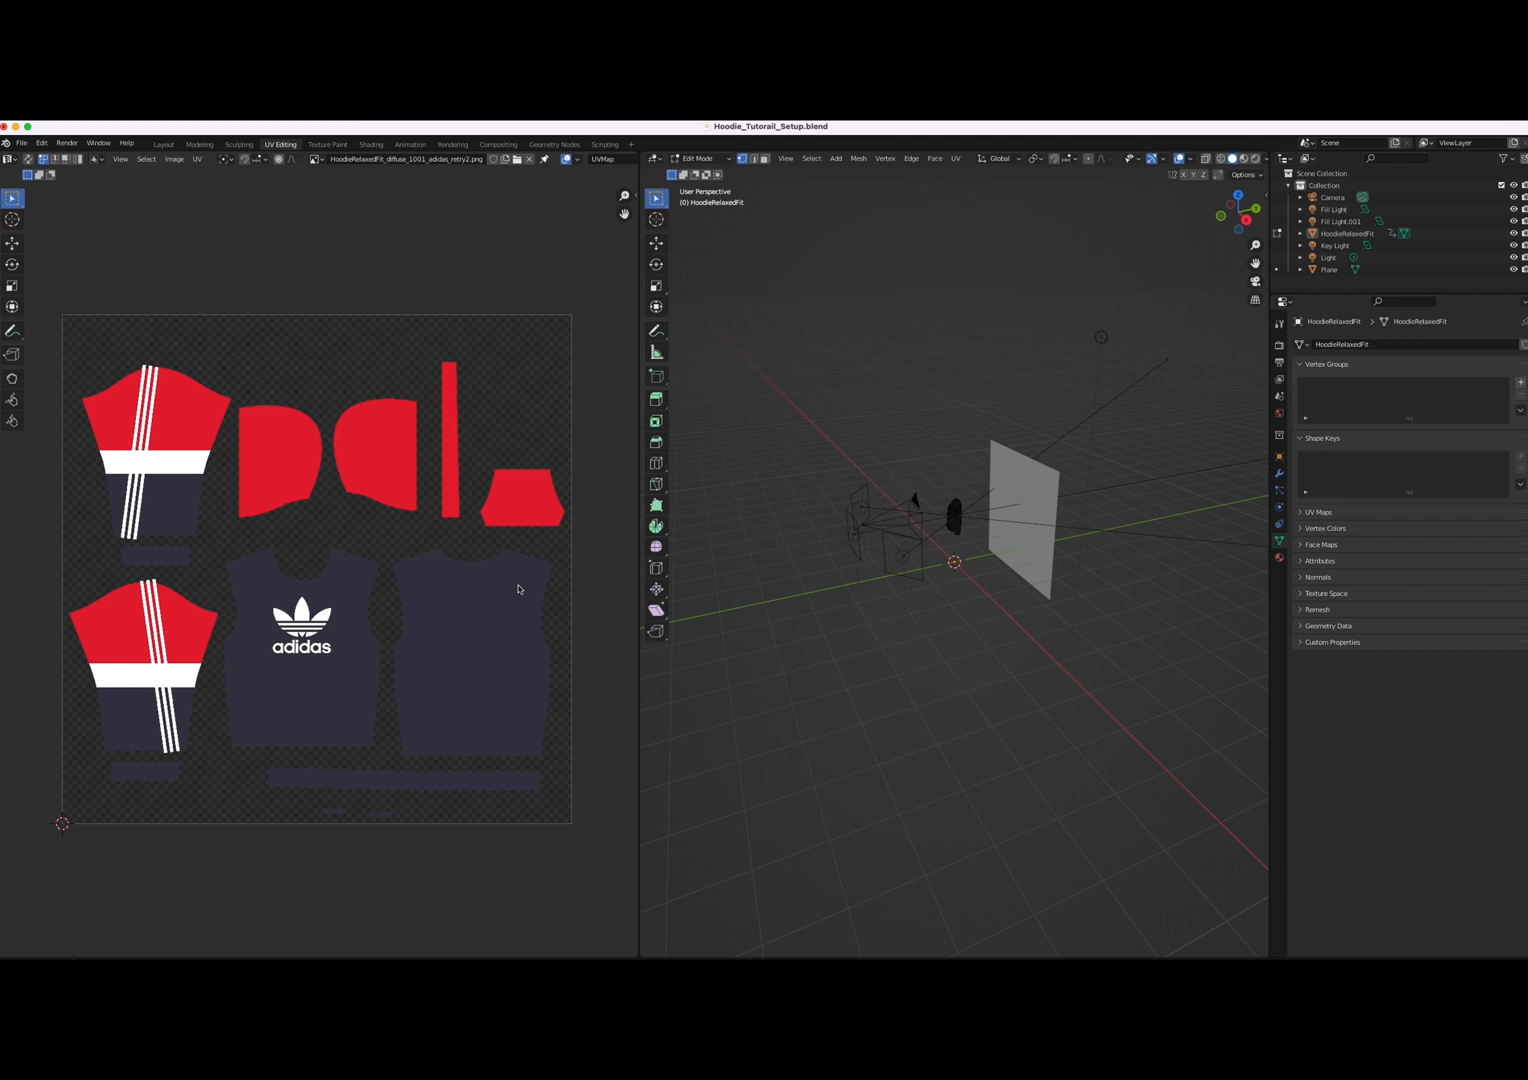 Hoodie_Tutorail_Setup.blend
File Edit Render Window Help Layout Modeling Sculpting UV Editing Texture Paint Shading Animation Rendering Compositing Geometry Nodes Scripting +
Scene
ViewLayer
View Select Image UV
HoodieRelaxedFit_diffuse_1001_adidas_retry2.png
UVMap
Edit Mode
View Select Add Mesh Vertex Edge Face UV
Global
X Y Z
Options
User Perspective
(0) HoodieRelaxedFit
Z
Y
X
adidas
Scene Collection
Collection
Camera
Fill Light
Fill Light.001
HoodieRelaxedFit
Key Light
Light
Plane
HoodieRelaxedFit > HoodieRelaxedFit
HoodieRelaxedFit
Vertex Groups
Shape Keys
UV Maps
Vertex Colors
Face Maps
Attributes
Normals
Texture Space
Remesh
Geometry Data
Custom Properties